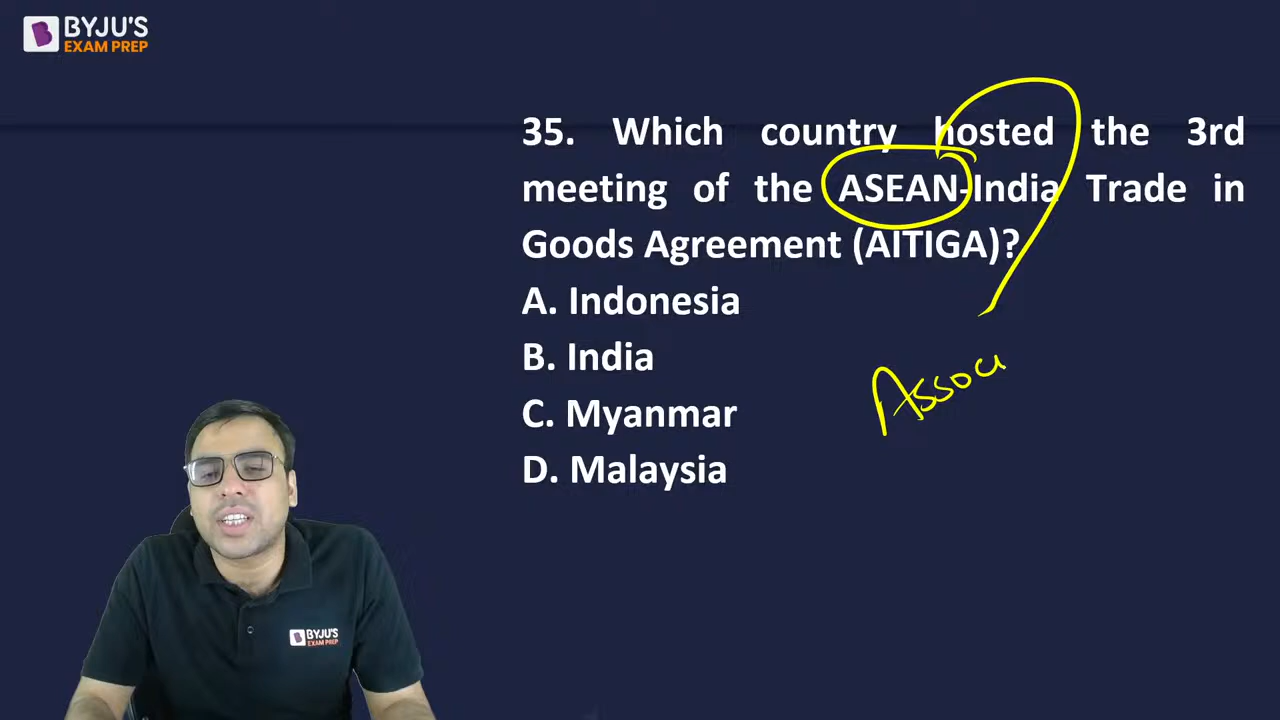 BYJU'S
EXAM PREP
35. Which country hosted the 3rd
meeting of the ASEAN-India Trade in
Goods Agreement (AITIGA)?
A. Indonesia
B. India
C. Myanmar
D. Malaysia
Assoc
BYJU'S
EXAM PREP